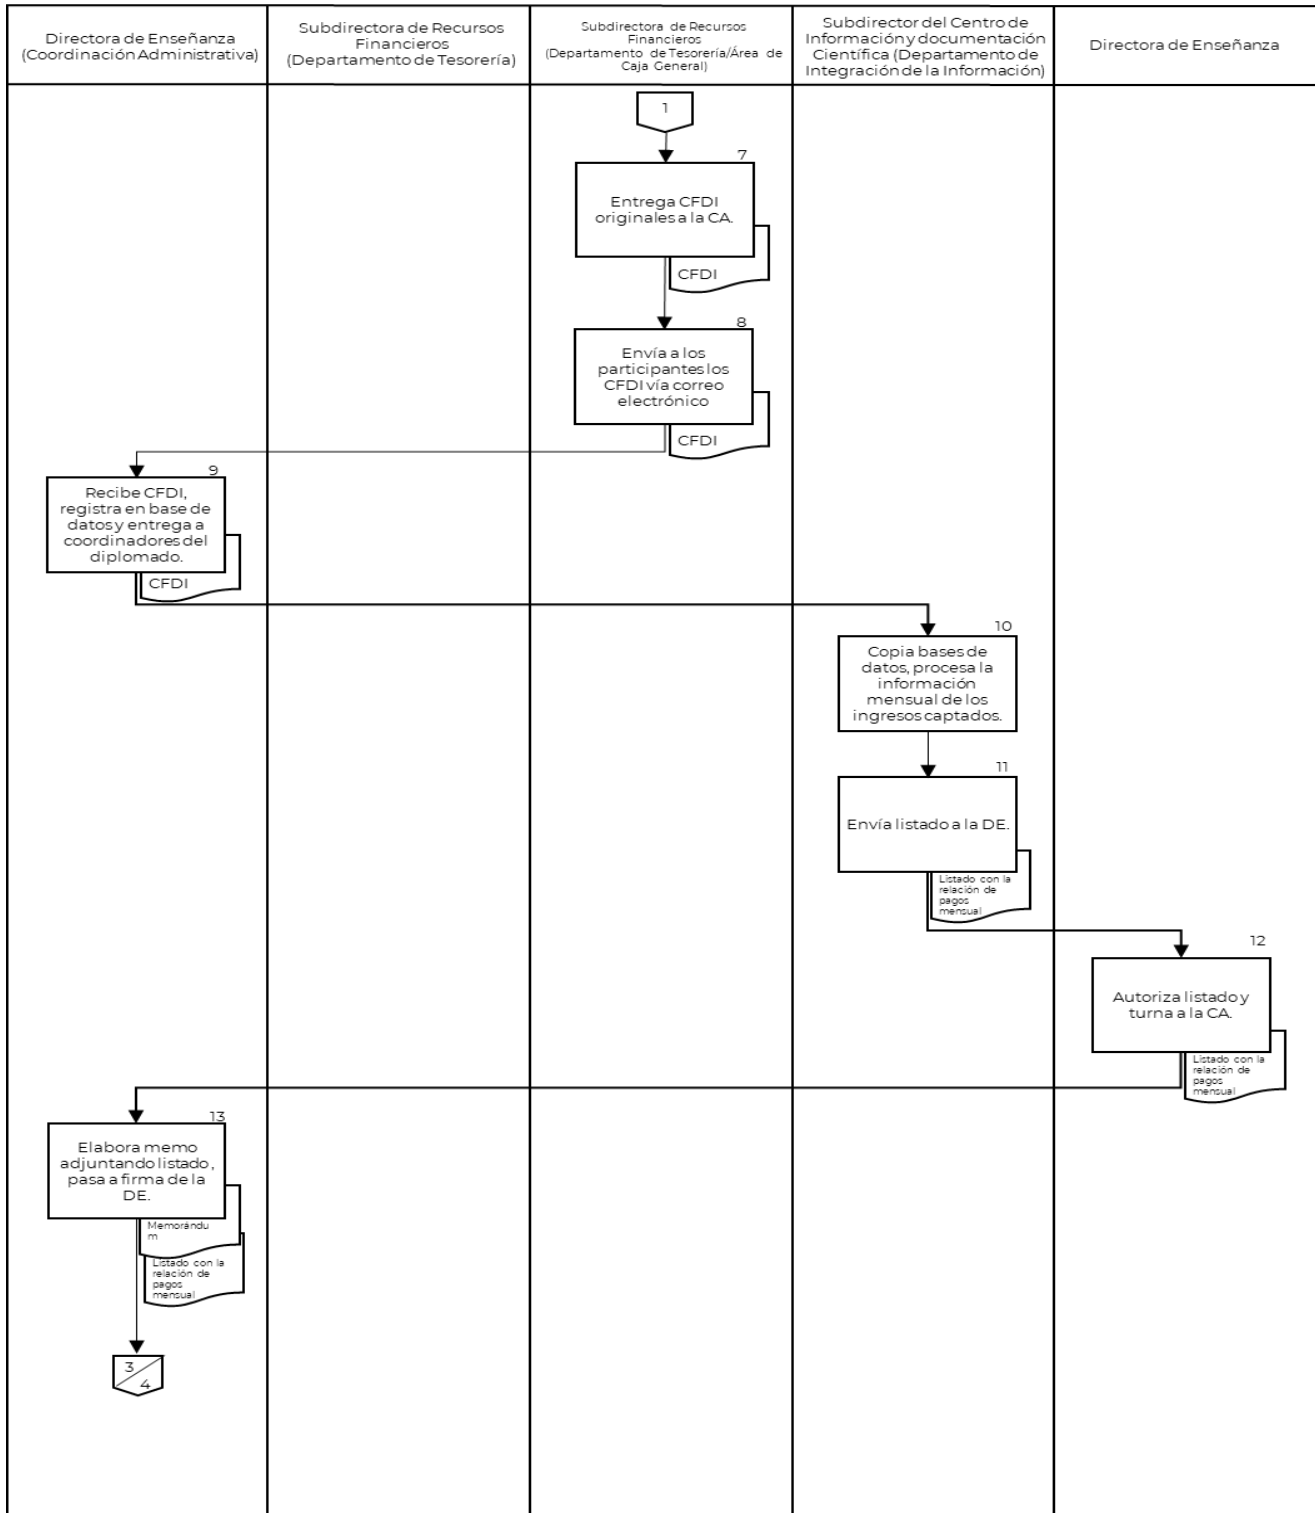 Directora de Enseñanza
(Coordinación Administrativa)
Subdirectora de Recursos
Financieros
(Departamento de Tesorería)
Subdirectora de Recursos
Financieros
(Departamento de Tesorería/Área de
Caja General)
Subdirector del Centro de
Información y documentación
Científica (Departamento de
Integración de la Información)
Directora de Enseñanza
1
7
Entrega CFDI
originales a la CA.
CFDI
8
Envía a los
participantes los
CFDI vía correo
electrónico
CFDI
9
Recibe CFDI,
registra en base de
datos y entrega a
coordinadores del
diplomado.
CFDI
10
Copia bases de
datos, procesa la
información
mensual de los
ingresos captados.
11
Envía listado a la DE.
Listado con la
relación de
pagos
mensual
12
Autoriza listado y
turna a la CA.
Listado con la
relación de
pagos
mensual
13
Elabora memo
adjuntando listado,
pasa a firma de la
DE.
Memorándu
m
Listado con la
relación de
pagos
mensual
3
4